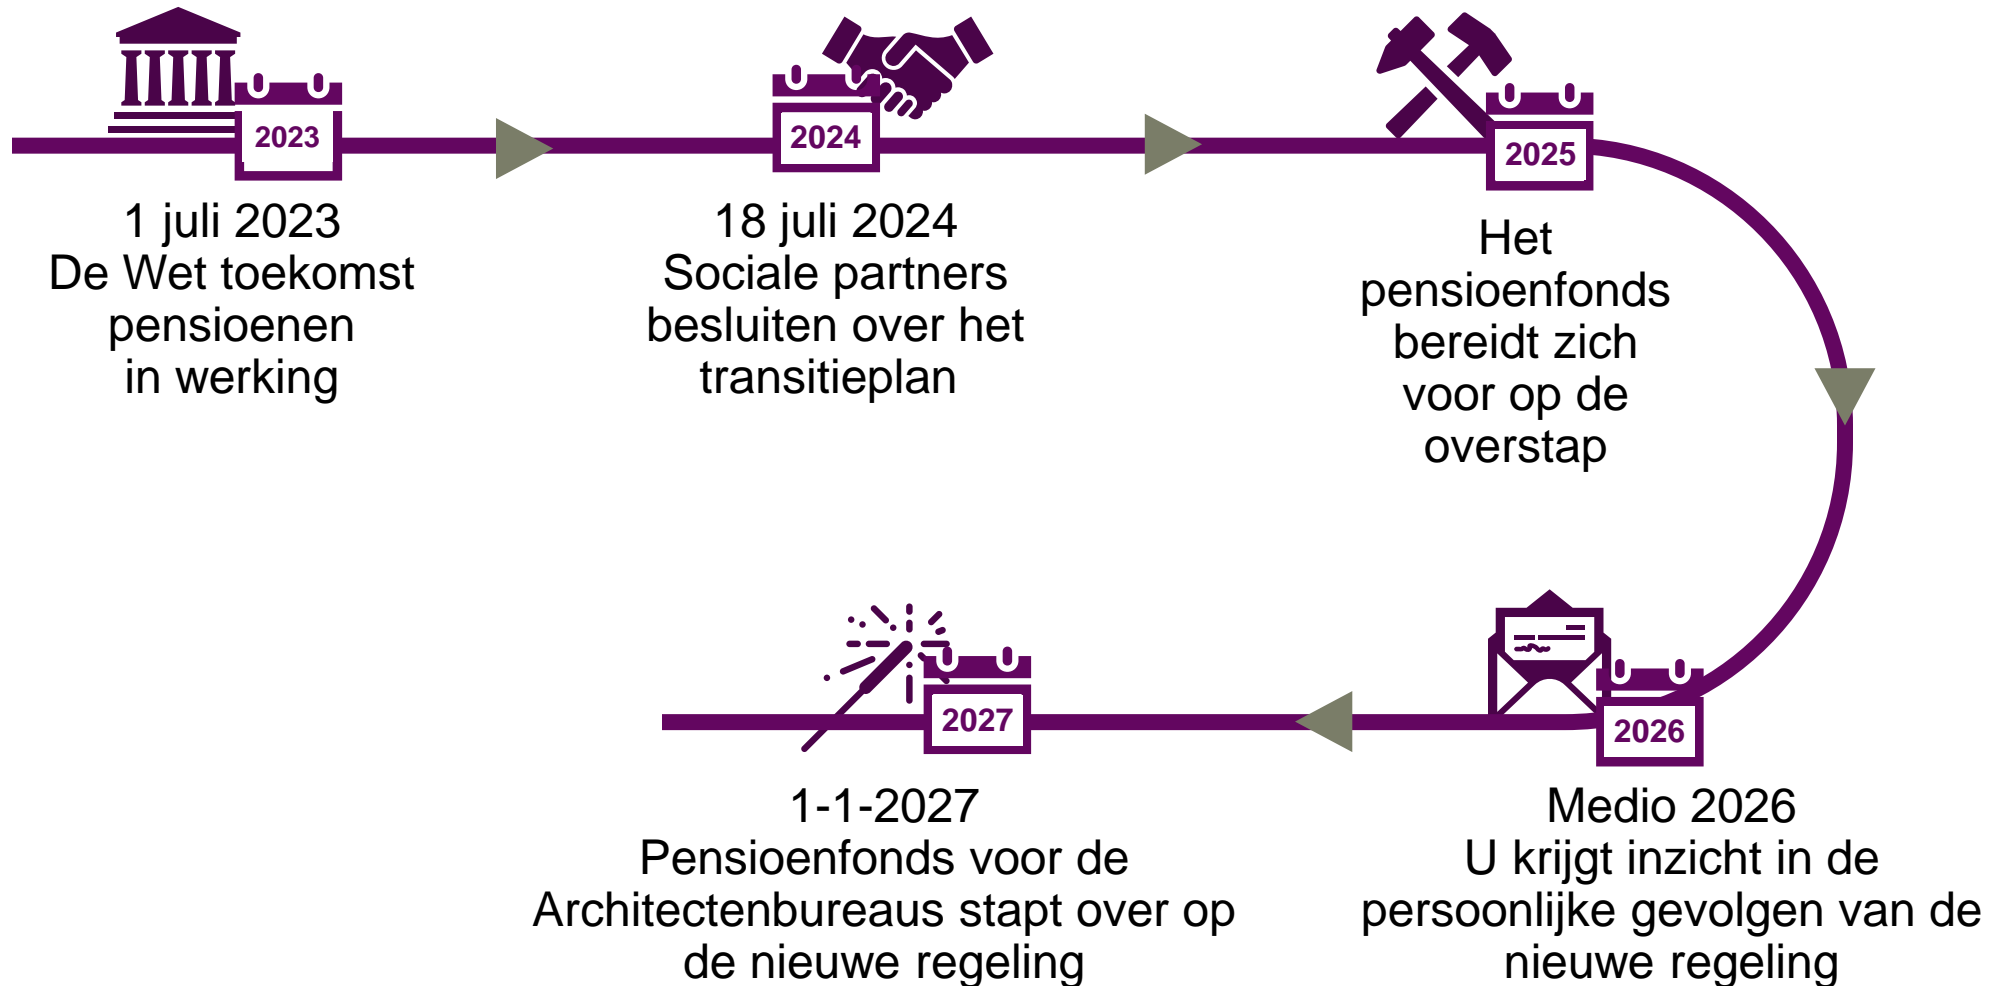 2023
1 juli 2023
De Wet toekomst
pensioenen
in werking
2024
18 juli 2024
Sociale partners
besluiten over het
transitieplan
2025
Het
pensioenfonds
bereidt zich
voor op de
overstap
2026
Medio 2026
U krijgt inzicht in de
persoonlijke gevolgen van de
nieuwe regeling
2027
1-1-2027
Pensioenfonds voor de
Architectenbureaus stapt over op
de nieuwe regeling